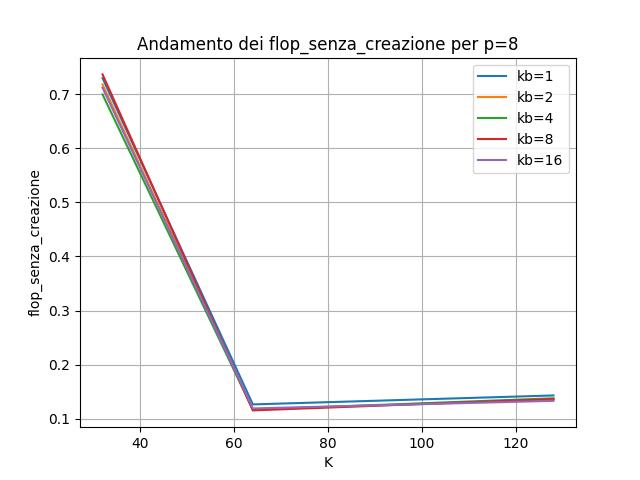 Andamento dei flop_senza_creazione per p=8
kb=1
kb=2
kb=4
kb=8
kb=16
flop_senza_creazione
0.7
0.6
0.5
0.4
0.3
0.2
0.1
40 60 80 100 120
K